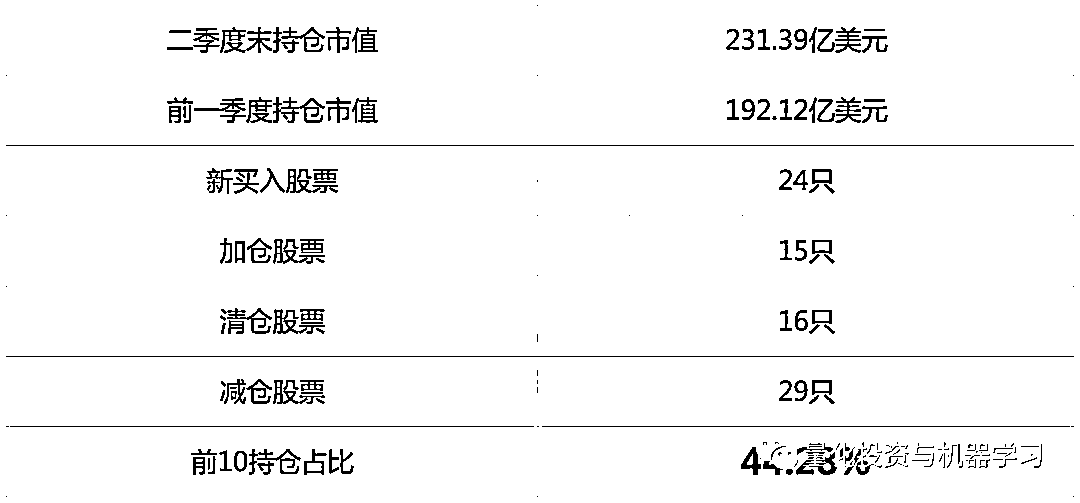 二季度末持仓市值 231.39亿美元
前一季度持仓市值 192.12亿美元
新买入股票 24只
加仓股票 15只
清仓股票 16只
减仓股票 29只
前10持仓占比 44.23%
量化投资与机器学习